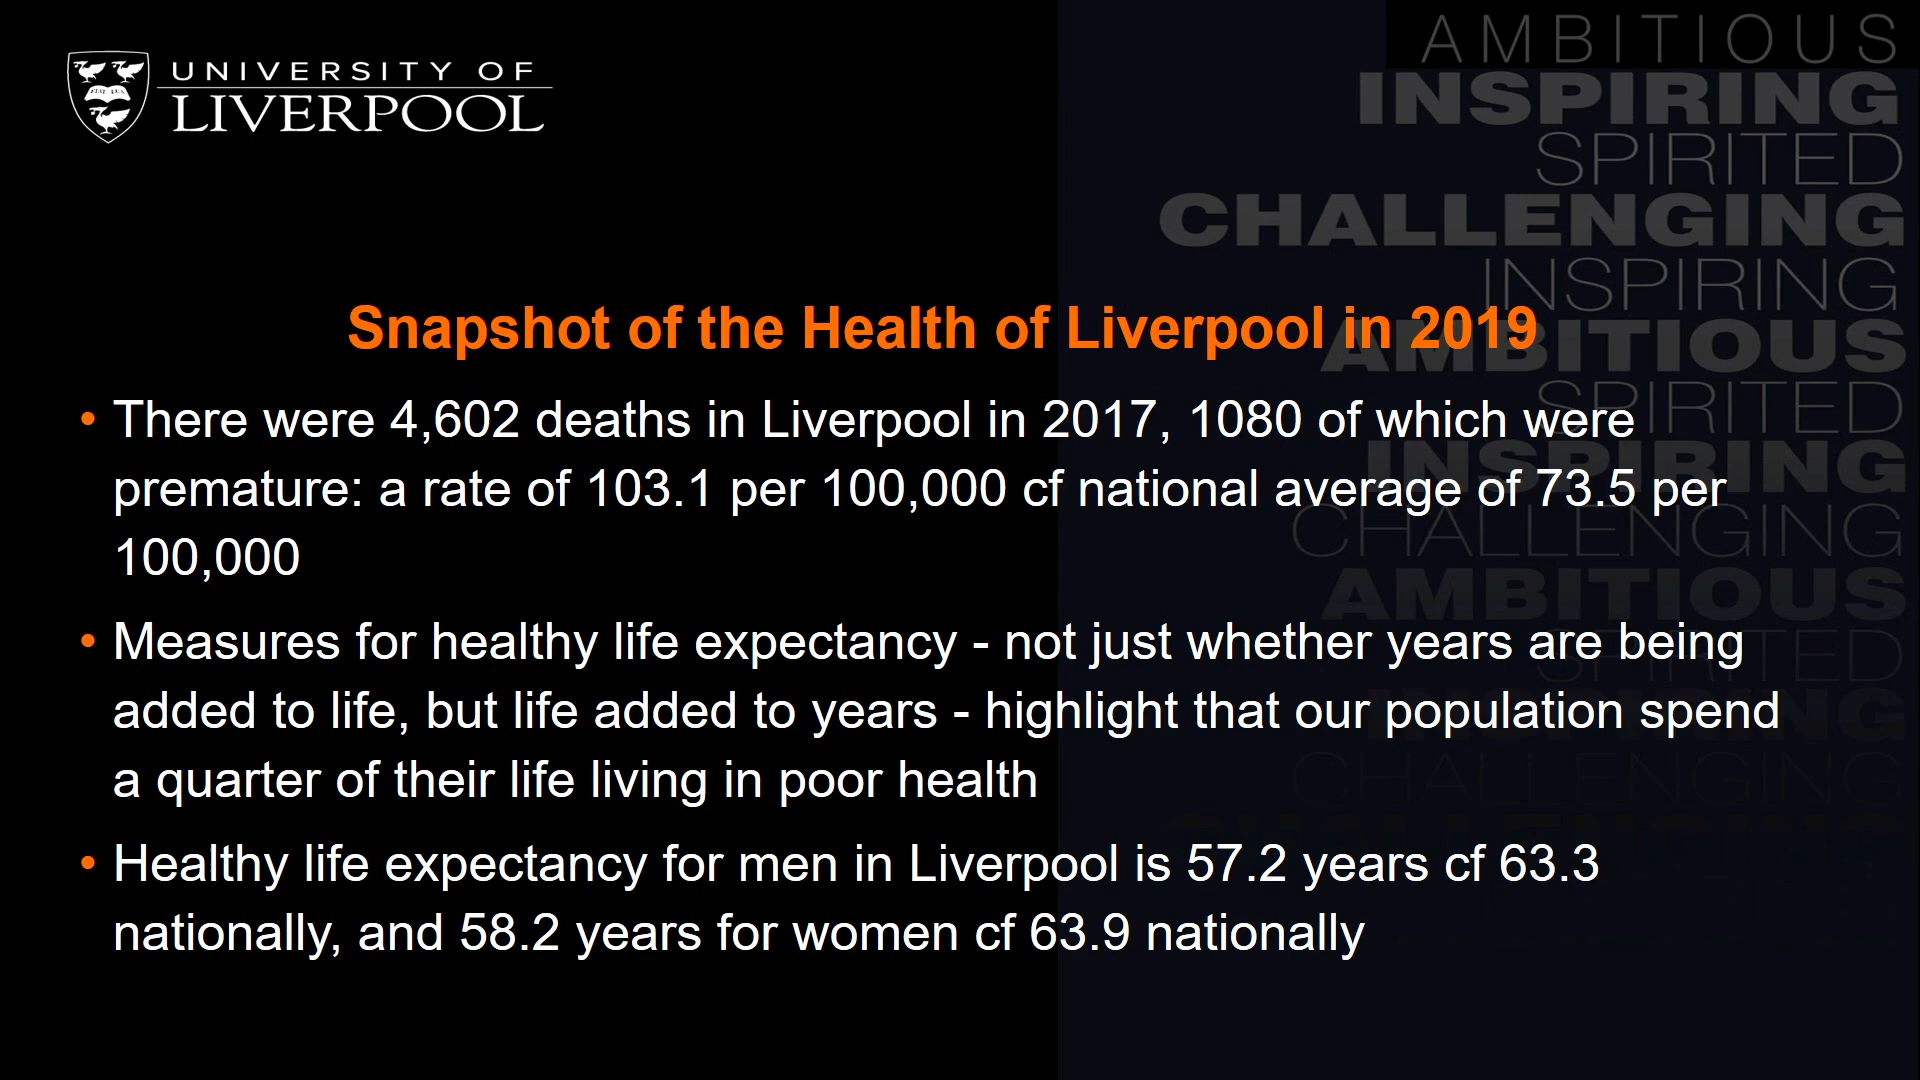 UNIVERSITY OF
LIVERPOOL
AMBITIOUS
INSPIRING
SPIRITED
CHALLENGING
INSPIRING
AMBITIOUS
SPIRITED
INSPIRING
CHALLENGING
AMBITIOUS
SPIRITED
INSPIRING
CHALLENGING
Snapshot of the Health of Liverpool in 2019
• There were 4,602 deaths in Liverpool in 2017, 1080 of which were
premature: a rate of 103.1 per 100,000 cf national average of 73.5 per
100,000
• Measures for healthy life expectancy - not just whether years are being
added to life, but life added to years - highlight that our population spend
a quarter of their life living in poor health
• Healthy life expectancy for men in Liverpool is 57.2 years cf 63.3
nationally, and 58.2 years for women cf 63.9 nationally